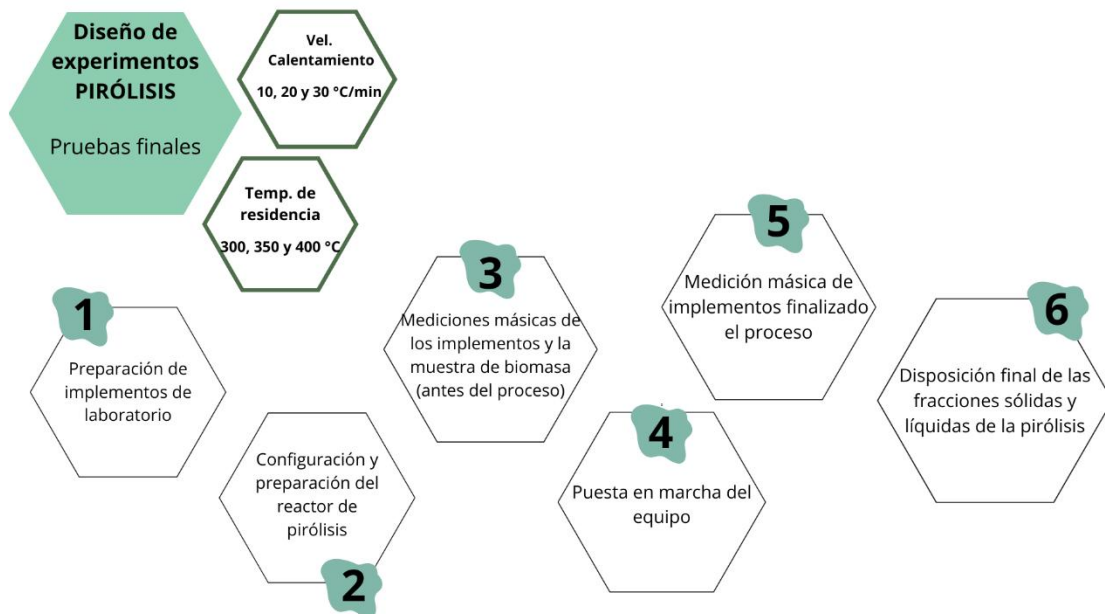 Diseño de
experimentos
PIRÓLISIS
Pruebas finales
Vel.
Calentamiento
10, 20 y 30 °C/min
Temp. de
residencia
300, 350 y 400 °C
1
Preparación de
implementos de
laboratorio
Configuración y
preparación del
reactor de
pirólisis
2
3
Mediciones másicas de
los implementos y la
muestra de biomasa
(antes del proceso)
4
Puesta en marcha del
equipo
5
Medición másica de
implementos finalizado
el proceso
6
Disposición final de las
fracciones sólidas y
líquidas de la pirólisis